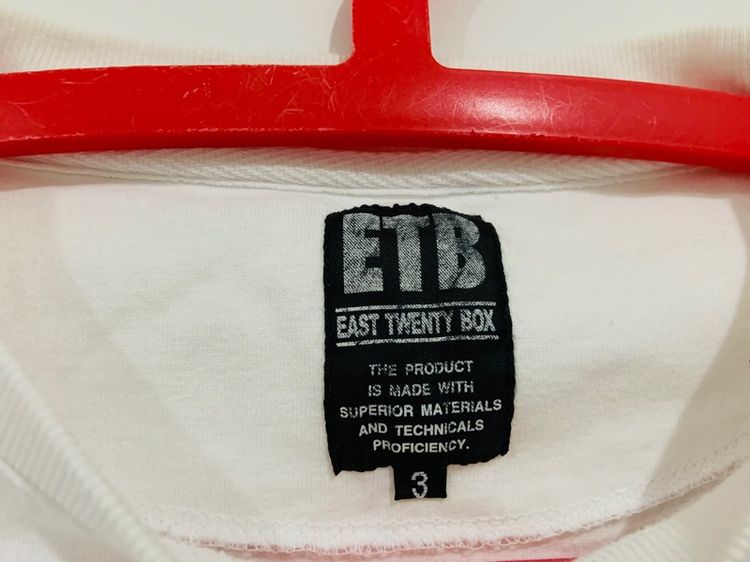 ETB
EAST TWENTY BOX
THE PRODUCT
IS MADE WITH
SUPERIOR MATERIALS
AND TECHNICALS
PROFICIENCY.
3